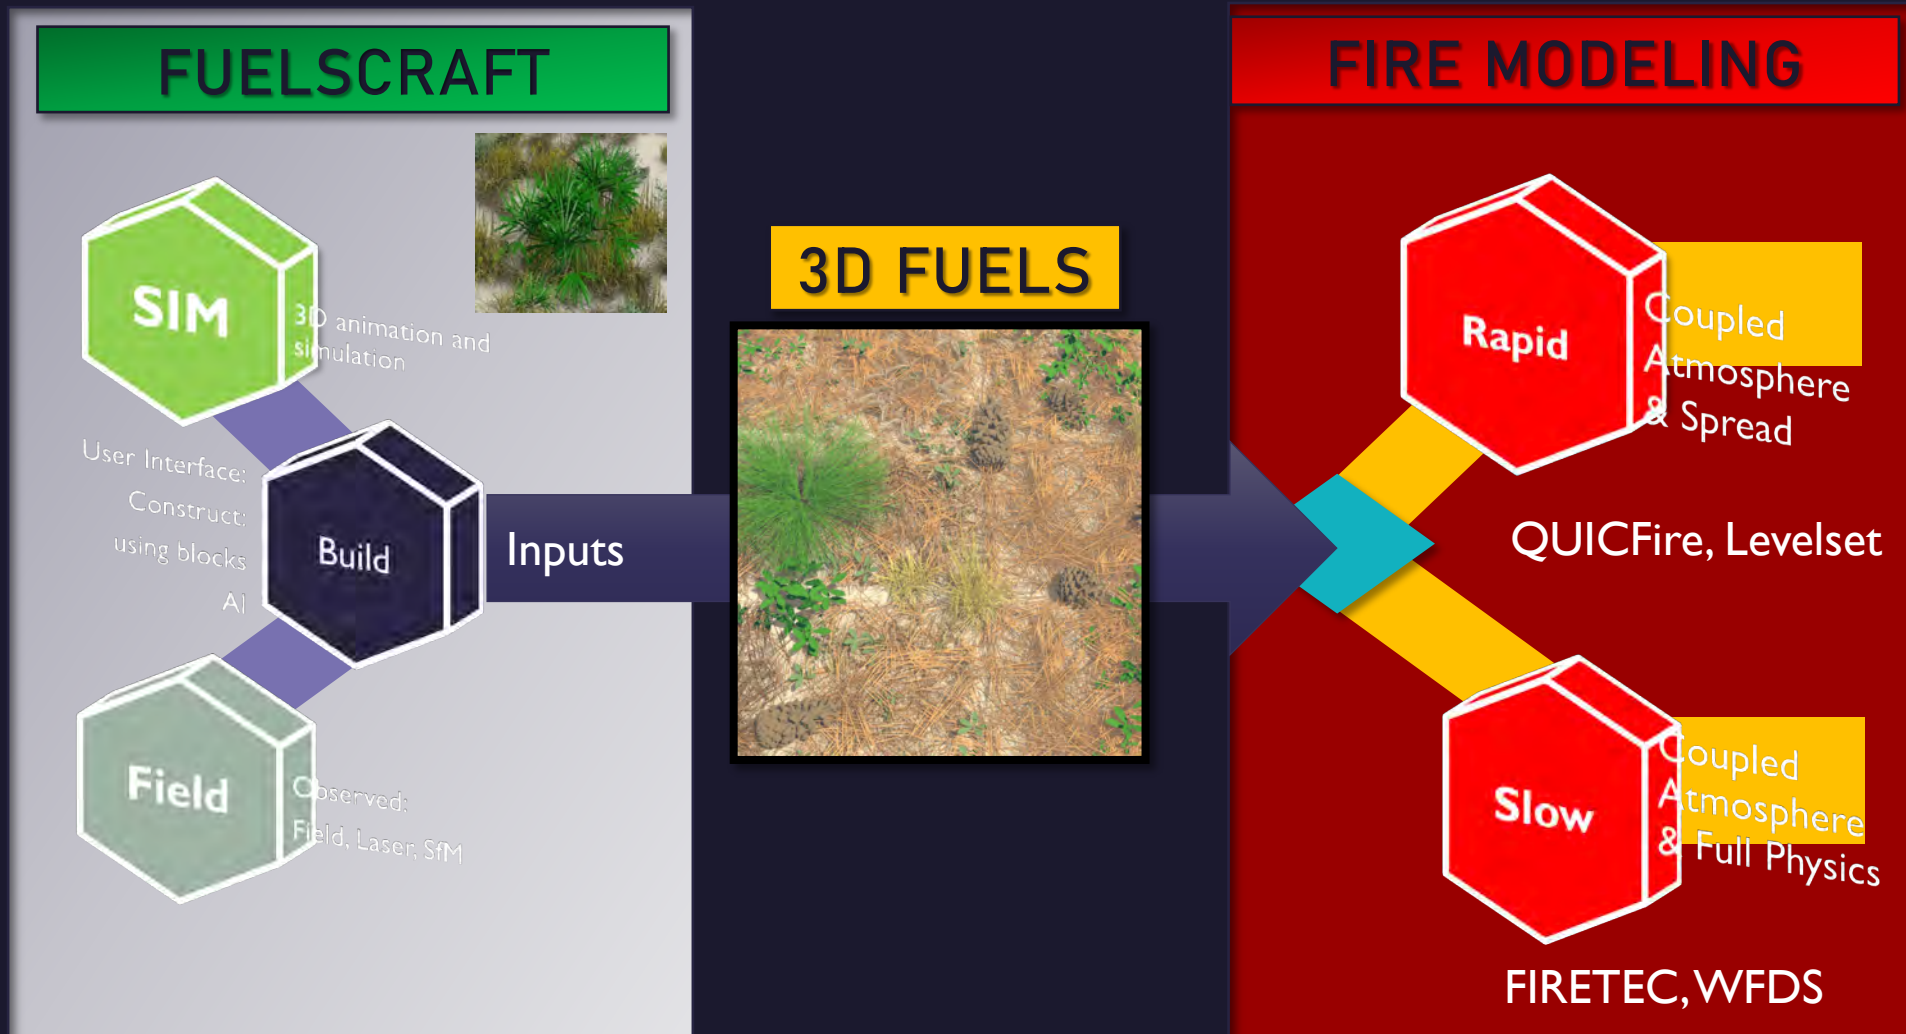 FUELSCRAFT
SIM
3D animation and
simulation
User Interface:
Construct:
using blocks
AI
Build
Inputs
Field
Observed:
Field, Laser, SfM
3D FUELS
FIRE MODELING
Rapid
Coupled
Atmosphere
& Spread
QUICFire, Levelset
Slow
Coupled
Atmosphere
& Full Physics
FIRETEC, WFDS